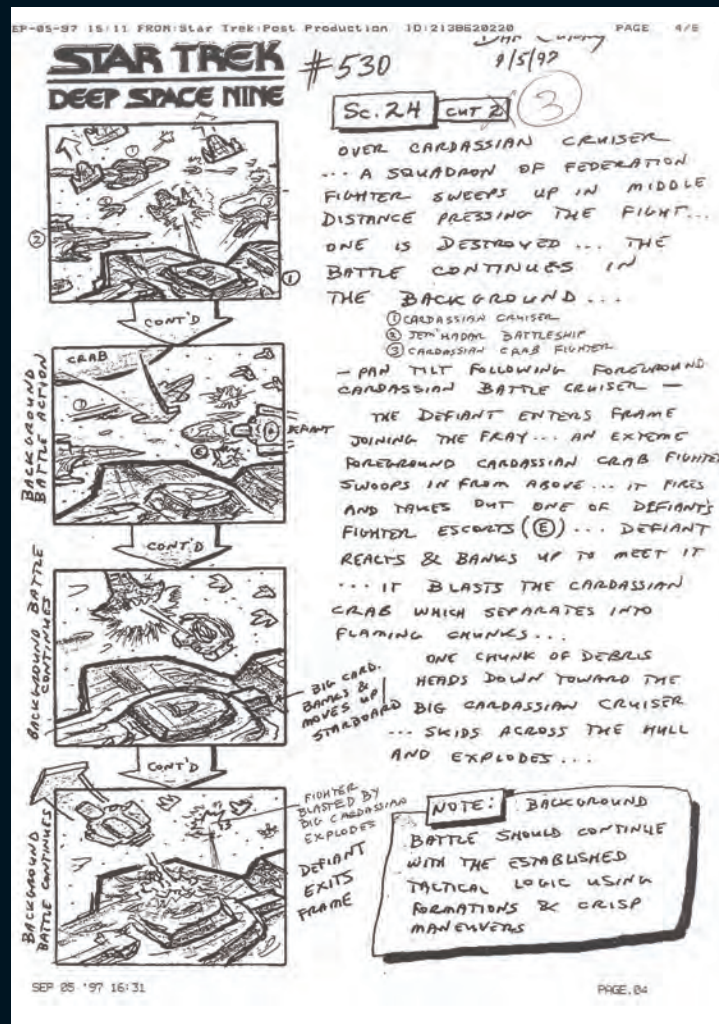 EP-05-97 15:11 FROM:Star Trek:Post Production ID:2138620220 PAGE 4/6
STAR TREK
DEEP SPACE NINE
#530
9/5/97
SC. 24 CUT 2 3
OVER CARDASSIAN CRUISER
... A SQUADRON OF FEDERATION
FIGHTER SWEEPS UP IN MIDDLE
DISTANCE PRESSING THE FIGHT...
ONE IS DESTROYED... THE
BATTLE CONTINUES IN
THE BACKGROUND...
① CARDASSIAN CRUISER
② JEM'HADAR BATTLESHIP
③ CARDASSIAN CRAB FIGHTER
— PAN TILT FOLLOWING FOREGROUND
CARDASSIAN BATTLE CRUISER —
THE DEFIANT ENTERS FRAME
JOINING THE FRAY... AN EXTEME
FOREGROUND CARDASSIAN CRAB FIGHTER
SWOOPS IN FROM ABOVE... IT FIRES
AND TAKES OUT ONE OF DEFIANT'S
FIGHTER ESCORTS (Ⓔ)... DEFIANT
REACTS & BANKS UP TO MEET IT
... IT BLASTS THE CARDASSIAN
CRAB WHICH SEPARATES INTO
FLAMING CHUNKS...
ONE CHUNK OF DEBRIS
HEADS DOWN TOWARD THE
BIG CARDASSIAN CRUISER
... SKIDS ACROSS THE HULL
AND EXPLODES...
NOTE: BACKGROUND
BATTLE SHOULD CONTINUE
WITH THE ESTABLISHED
TACTICAL LOGIC USING
FORMATIONS & CRISP
MANEUVERS
①
②
③
①
CONT'D
BACKGROUND
BATTLE ACTION
CRAB
①
DEFIANT
Ⓔ
CONT'D
BACKGROUND BATTLE
CONTINUES
BIG CARD.
BANKS &
MOVES UP
STARBOARD
CONT'D
BACKGROUND
BATTLE CONTINUES
FIGHTER
BLASTED BY
BIG CARDASSIAN
EXPLODES
DEFIANT
EXITS
FRAME
SEP 05 '97 16:31 PAGE.04